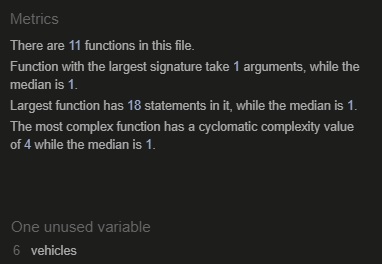 Metrics
There are 11 functions in this file.
Function with the largest signature take 1 arguments, while the
median is 1.
Largest function has 18 statements in it, while the median is 1.
The most complex function has a cyclomatic complexity value
of 4 while the median is 1.
One unused variable
6 vehicles